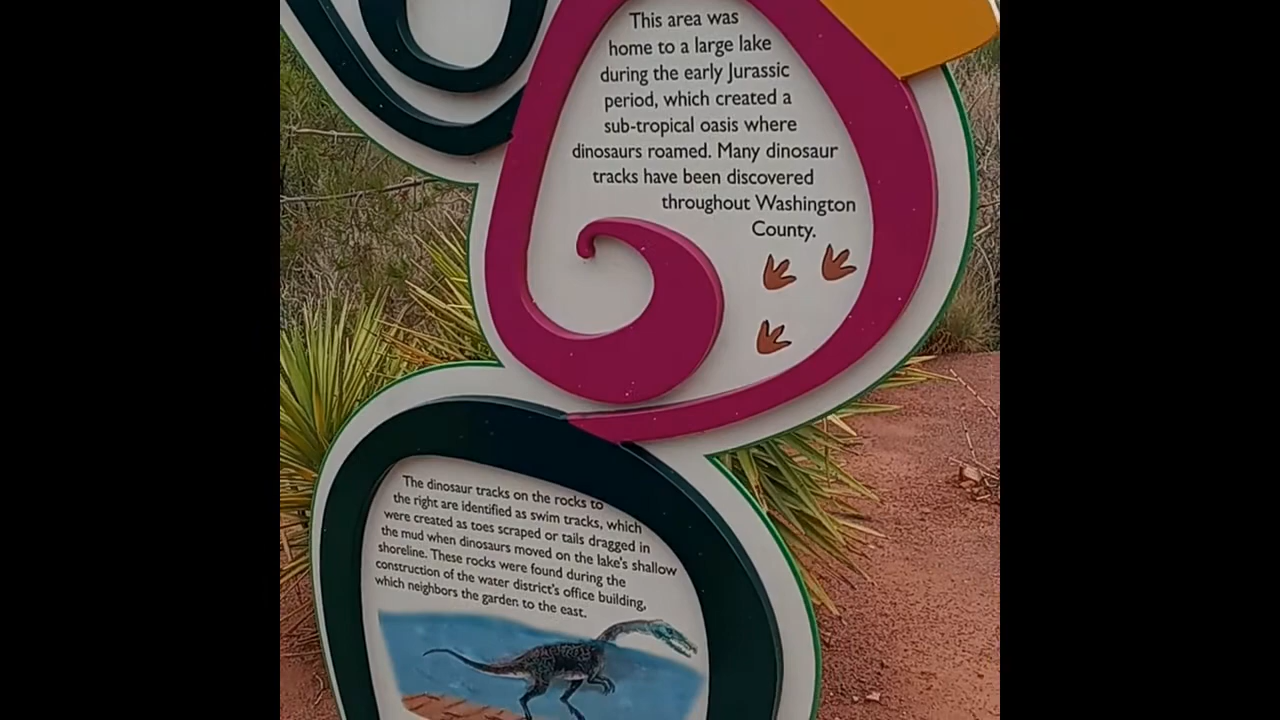 This area was
home to a large lake
during the early Jurassic
period, which created a
sub-tropical oasis where
dinosaurs roamed. Many dinosaur
tracks have been discovered
throughout Washington
County.
The dinosaur tracks on the rocks to
the right are identified as swim tracks, which
were created as toes scraped or tails dragged in
the mud when dinosaurs moved on the lake's shallow
shoreline. These rocks were found during the
construction of the water district's office building,
which neighbors the garden to the east.